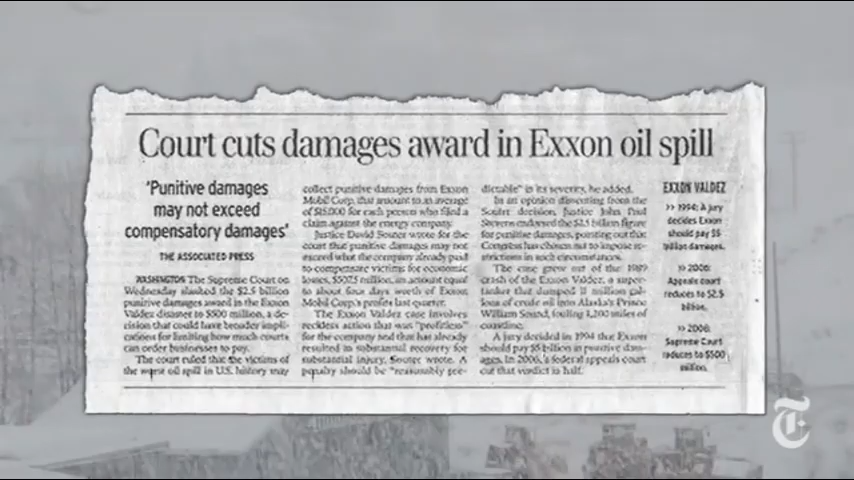 Court cuts damages award in Exxon oil spill
'Punitive damages
may not exceed
compensatory damages'
THE ASSOCIATED PRESS
WASHINGTON The Supreme Court on
Wednesday slashed the $2.5 billion
punitive damages award in the Exxon
Valdez disaster to $500 million, a de-
cision that could have broader impli-
cations for limiting how much courts
can order businesses to pay.
The court ruled that the victims of
the worst oil spill in U.S. history may
collect punitive damages from Exxon
Mobil Corp. that amount to an average
of $15,000 for each person who filed a
claim against the energy company.
Justice David Souter wrote for the
court that punitive damages may not
exceed what the company already paid
to compensate victims for economic
losses, $507.5 million, an amount equal
to about four days worth of Exxon
Mobil Corp.'s profits last quarter.
The Exxon Valdez case involves
reckless action that was "profitless"
for the company and that has already
resulted in substantial recovery for
substantial injury, Souter wrote. A
penalty should be "reasonably pre-
dictable" in its severity, he added.
In an opinion dissenting from the
Souter decision, Justice John Paul
Stevens endorsed the $2.5 billion figure
for punitive damages, pointing out that
Congress has chosen not to impose re-
strictions in such circumstances.
The case grew out of the 1989
crash of the Exxon Valdez, a super-
tanker that dumped 11 million gal-
lons of crude oil into Alaska's Prince
William Sound, fouling 1,200 miles of
coastline.
A jury decided in 1994 that Exxon
should pay $5 billion in punitive dam-
ages. In 2006, a federal appeals court
cut that verdict in half.
EXXON VALDEZ
>> 1994: A jury
decides Exxon
should pay $5
billion damages.
>> 2006:
Appeals court
reduces to $2.5
billion.
>> 2008:
Supreme Court
reduces to $500
million.
T